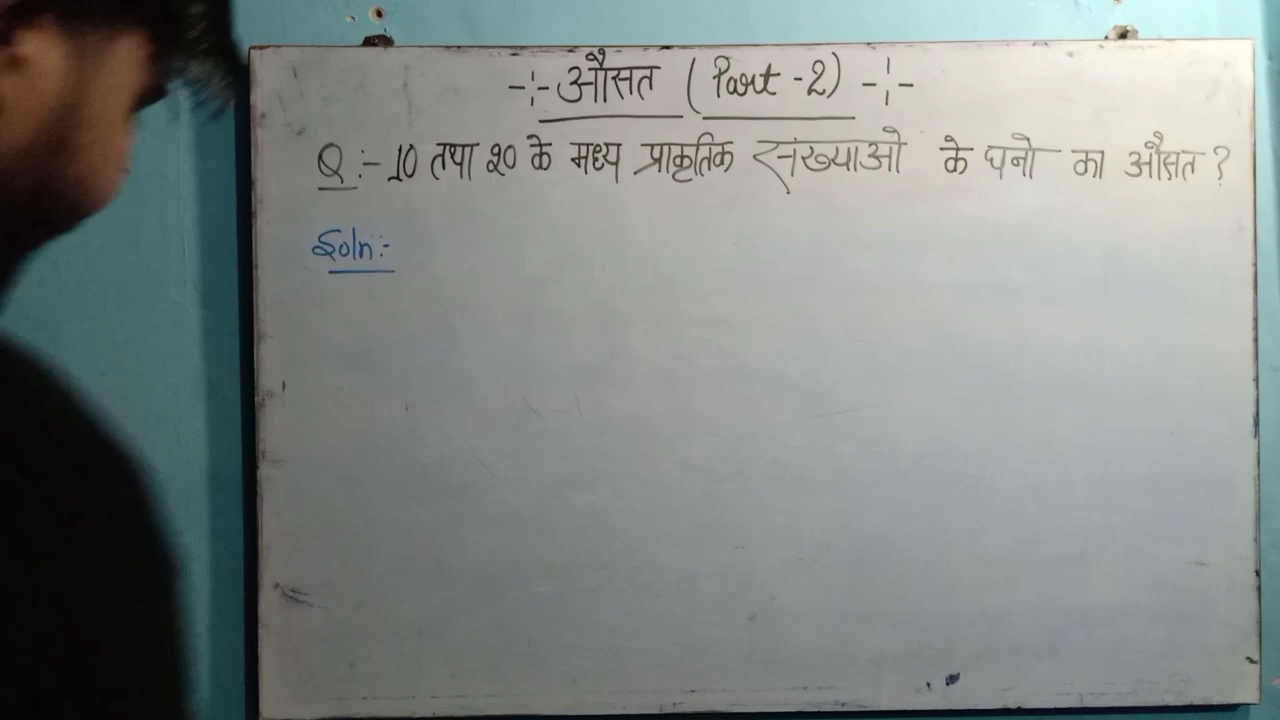 -:- औसत ( Part -2) -:-
Q:- 10 तथा 20 के मध्य प्राकृतिक संख्याओ के घनो का औसत ?
Soln:-